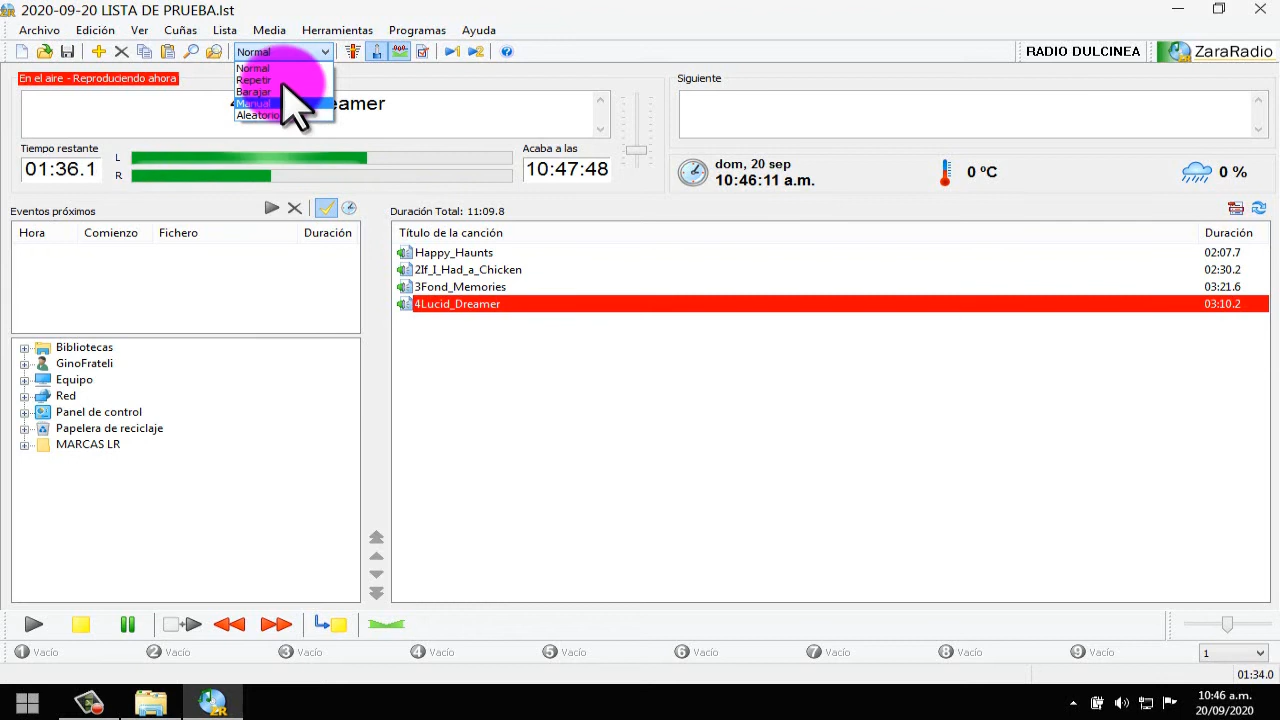 2020-09-20 LISTA DE PRUEBA.lst
Archivo Edición Ver Cuñas Lista Media Herramientas Programas Ayuda
Normal
RADIO DULCINEA
ZaraRadio
Normal
Repetir
Barajar
Manual
Aleatorio
En el aire - Reproduciendo ahora
4 eamer
Siguiente
Tiempo restante
01:36.1
L
R
Acaba a las
10:47:48
dom, 20 sep
10:46:11 a.m.
0 ºC
0 %
Eventos próximos
Hora Comienzo Fichero Duración
Bibliotecas
GinoFrateli
Equipo
Red
Panel de control
Papelera de reciclaje
MARCAS LR
Duración Total: 11:09.8
Título de la canción Duración
Happy_Haunts 02:07.7
2If_I_Had_a_Chicken 02:30.2
3Fond_Memories 03:21.6
4Lucid_Dreamer 03:10.2
1 Vacío 2 Vacío 3 Vacío 4 Vacío 5 Vacío 6 Vacío 7 Vacío 8 Vacío 9 Vacío 1
01:34.0
10:46 a.m.
20/09/2020